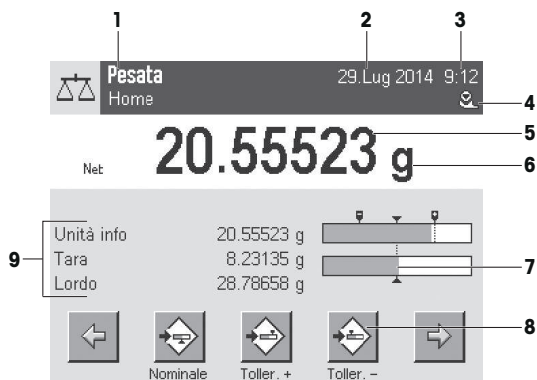 1 2 3
Pesata 29.Lug 2014 9:12
Home
4
5
Net 20.55523 g
6
Unità info 20.55523 g
9 Tara 8.23135 g 7
Lordo 28.78658 g
8
Nominale Toller. + Toller. −